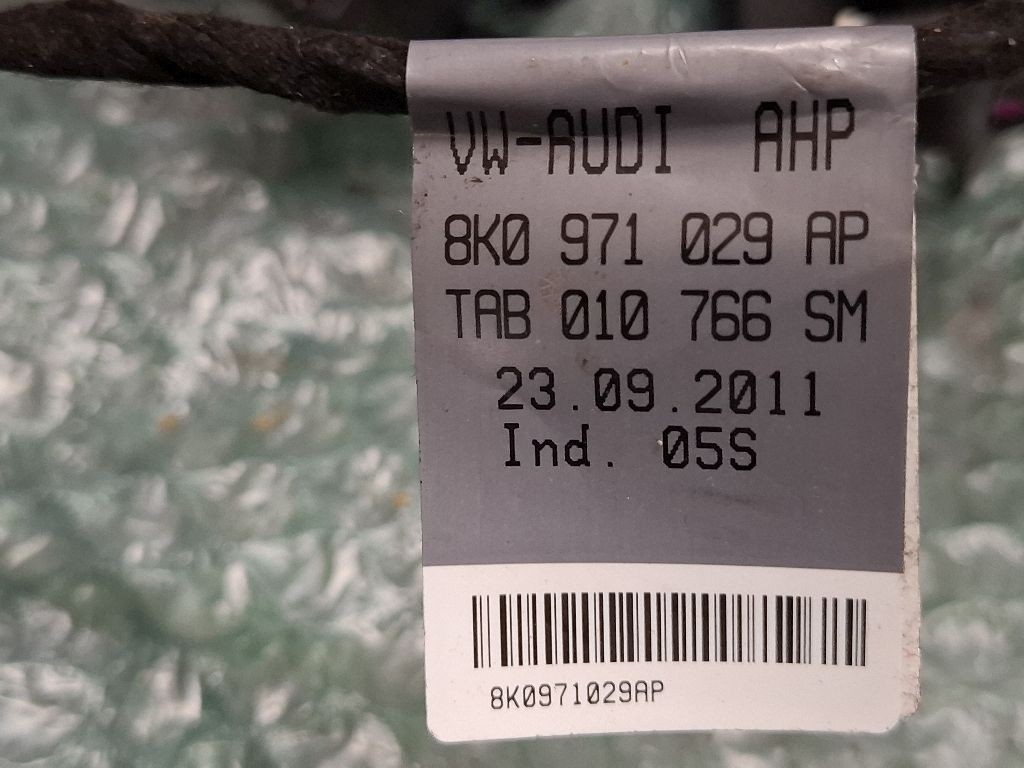 VW-AUDI AHP
8K0 971 029 AP
TAB 010 766 SM
23.09.2011
Ind. 05S
8K0971029AP